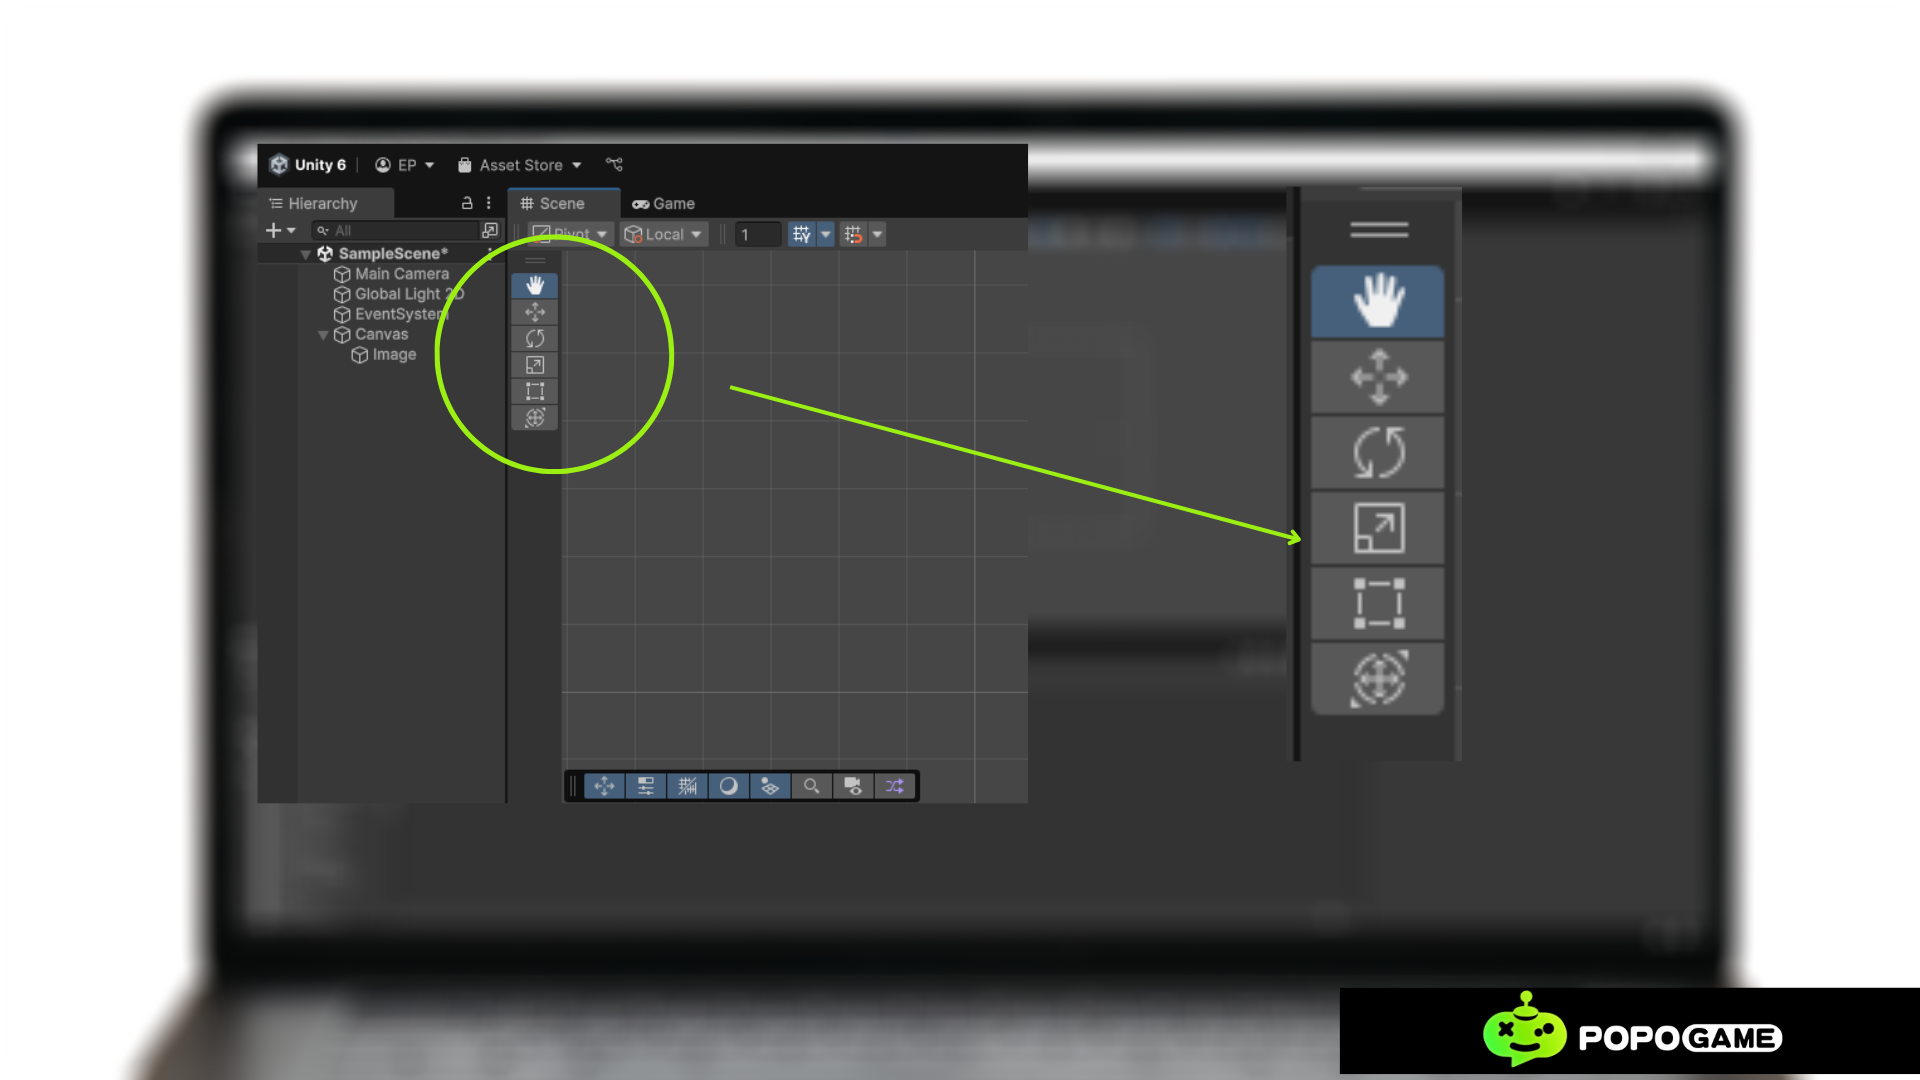 Unity 6 EP Asset Store
Hierarchy
Scene Game
All
Pivot Local 1
SampleScene*
Main Camera
Global Light 2D
EventSystem
Canvas
Image
POPOGAME